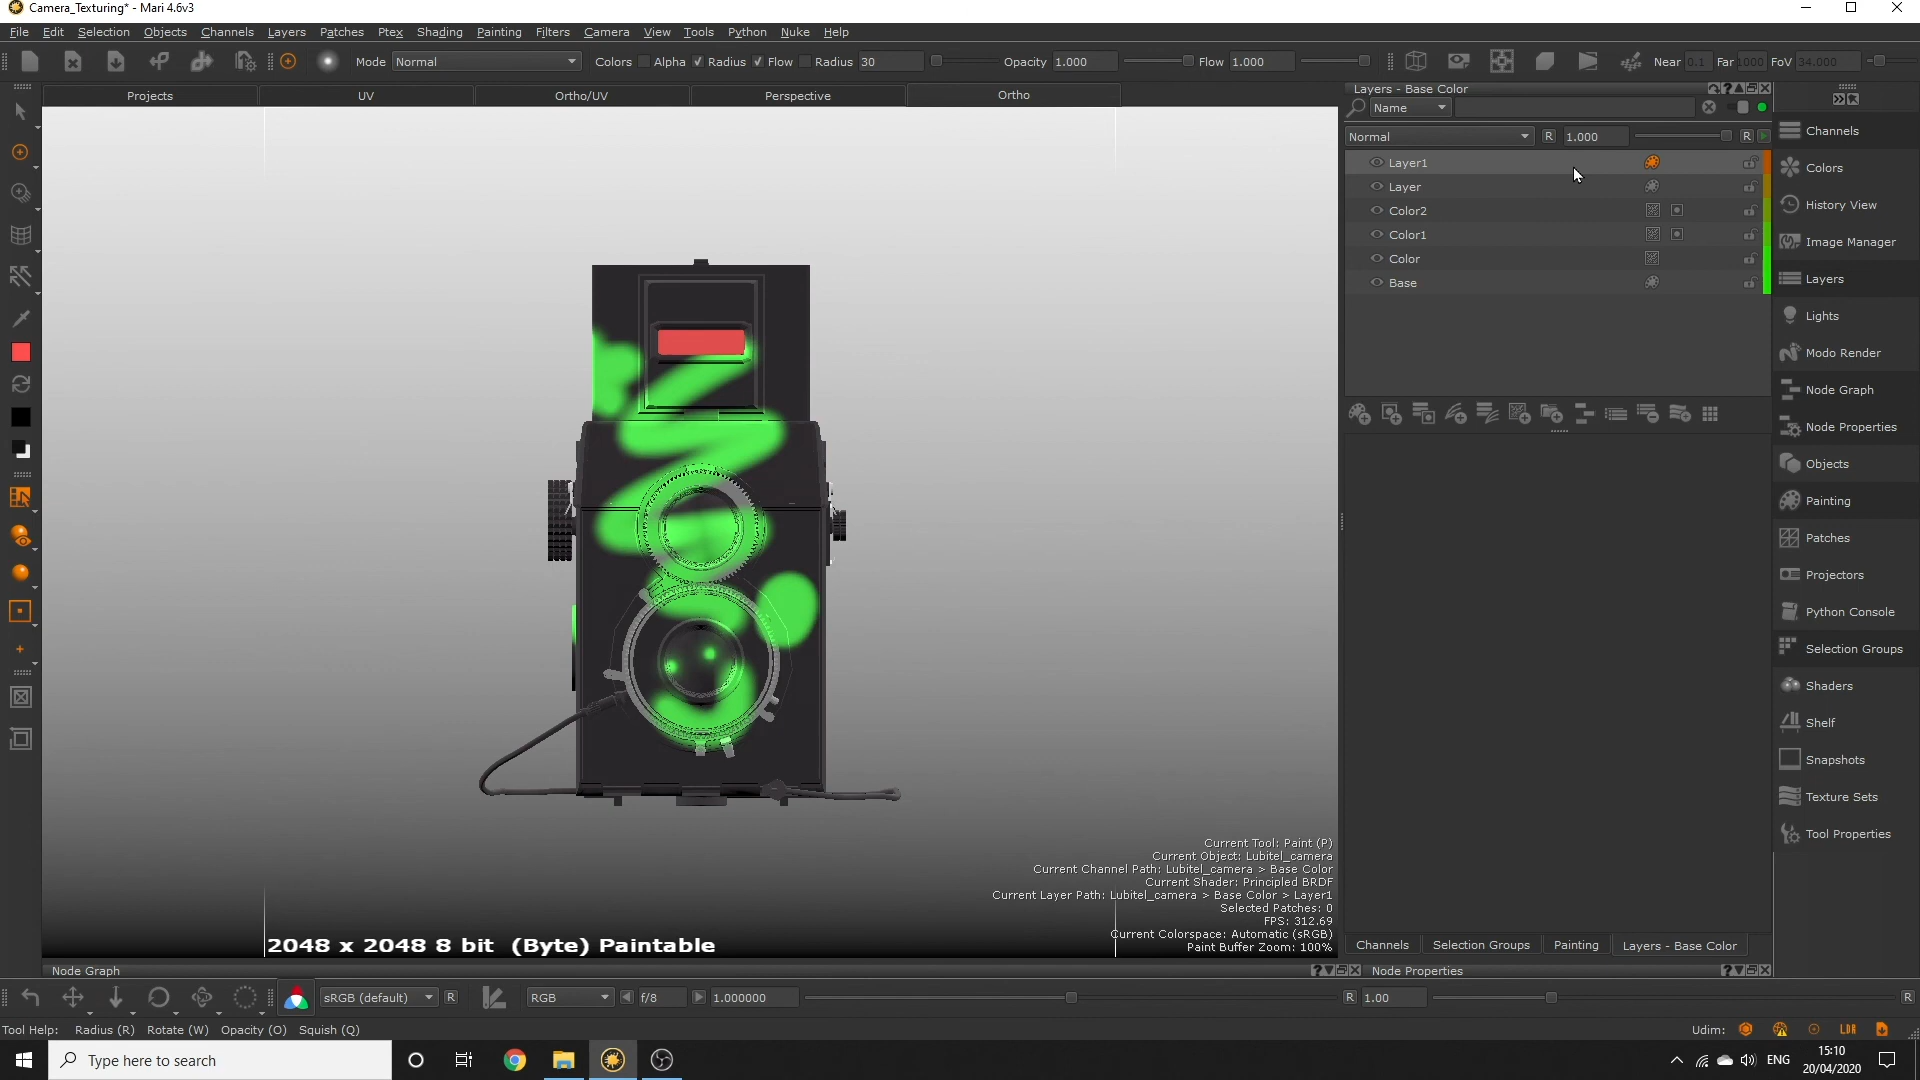 Camera_Texturing* - Mari 4.6v3
File Edit Selection Objects Channels Layers Patches Ptex Shading Painting Filters Camera View Tools Python Nuke Help
Mode Normal Colors Alpha Radius Flow Radius 30 Opacity 1.000 Flow 1.000 Near 0.1 Far 1000 FoV 34.000
Projects UV Ortho/UV Perspective Ortho
Layers - Base Color
Name
Normal R 1.000 R
Layer1
Layer
Color2
Color1
Color
Base
Channels
Colors
History View
Image Manager
Layers
Lights
Modo Render
Node Graph
Node Properties
Objects
Painting
Patches
Projectors
Python Console
Selection Groups
Shaders
Shelf
Snapshots
Texture Sets
Tool Properties
Current Tool: Paint (P)
Current Object: Lubitel_camera
Current Channel Path: Lubitel_camera > Base Color
Current Shader: Principled BRDF
Current Layer Path: Lubitel_camera > Base Color > Layer1
Selected Patches: 0
FPS: 312.69
Current Colorspace: Automatic (sRGB)
Paint Buffer Zoom: 100%
2048 x 2048 8 bit (Byte) Paintable
Channels Selection Groups Painting Layers - Base Color
Node Graph Node Properties
sRGB (default) R RGB f/8 1.000000 R 1.00 R
Tool Help: Radius (R) Rotate (W) Opacity (O) Squish (Q) Udim: LDR
Type here to search ENG
15:10
20/04/2020